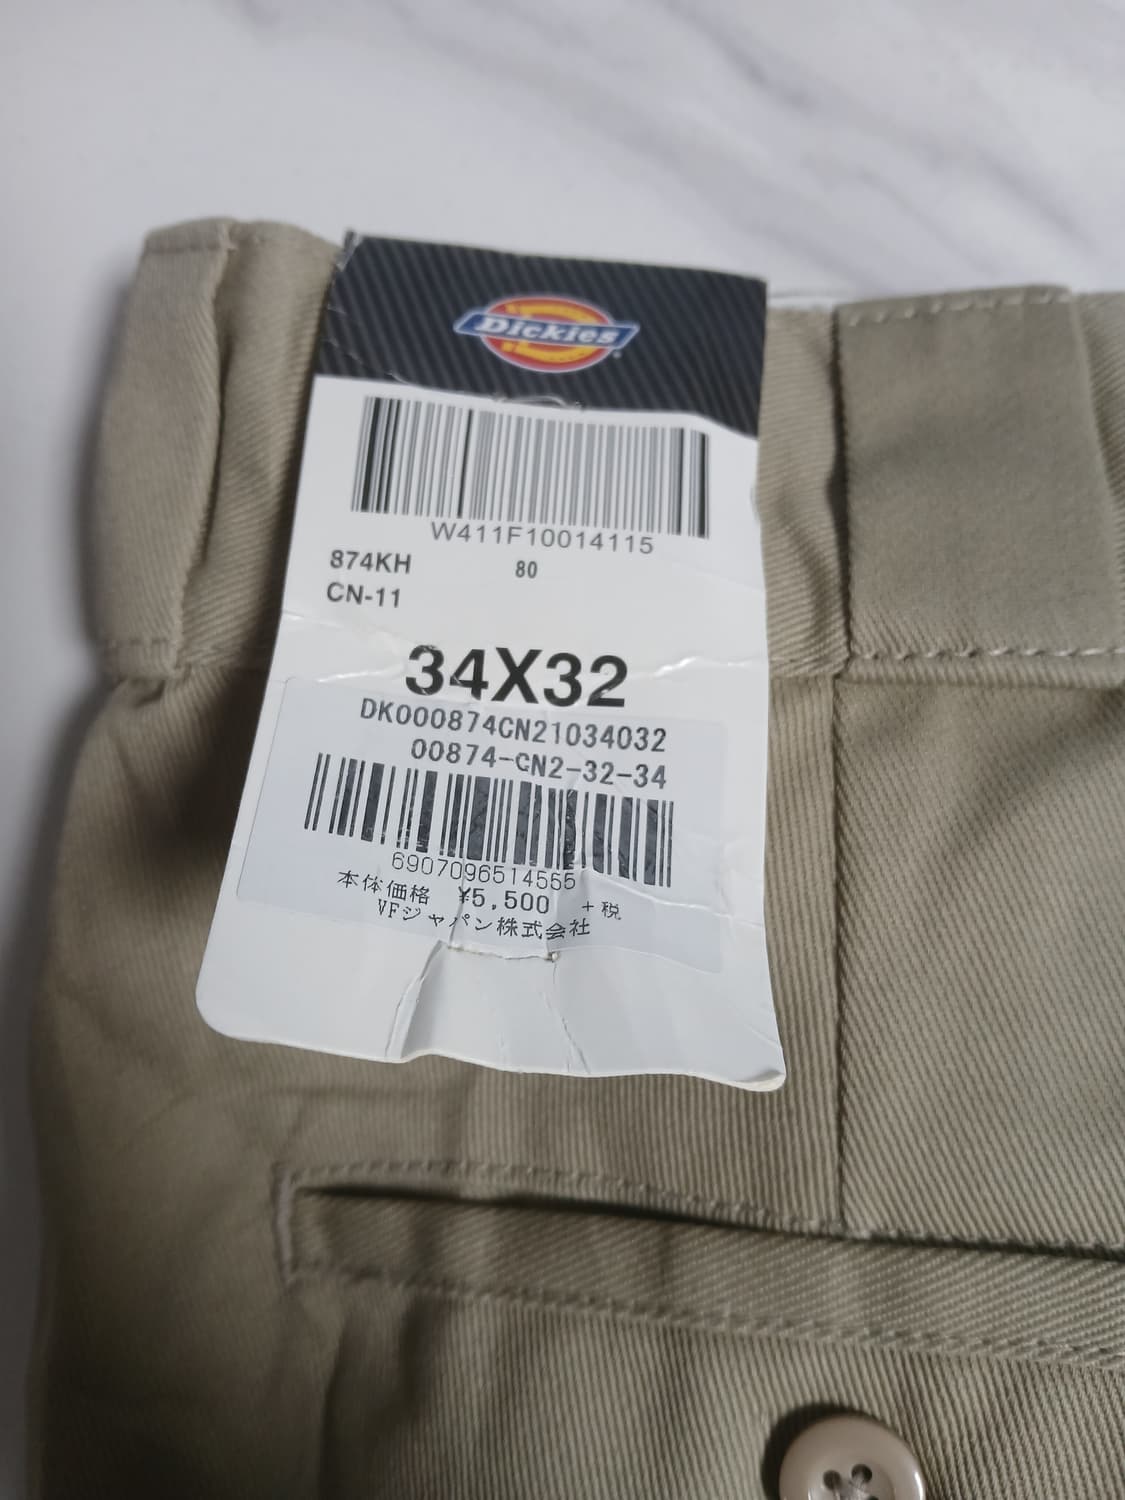 Dickies
W411F10014115
874KH 80
CN-11
34X32
DK000874CN21034032
00874-CN2-32-34
6907096514565
本体価格 ¥5,500 +税
VFジャパン株式会社